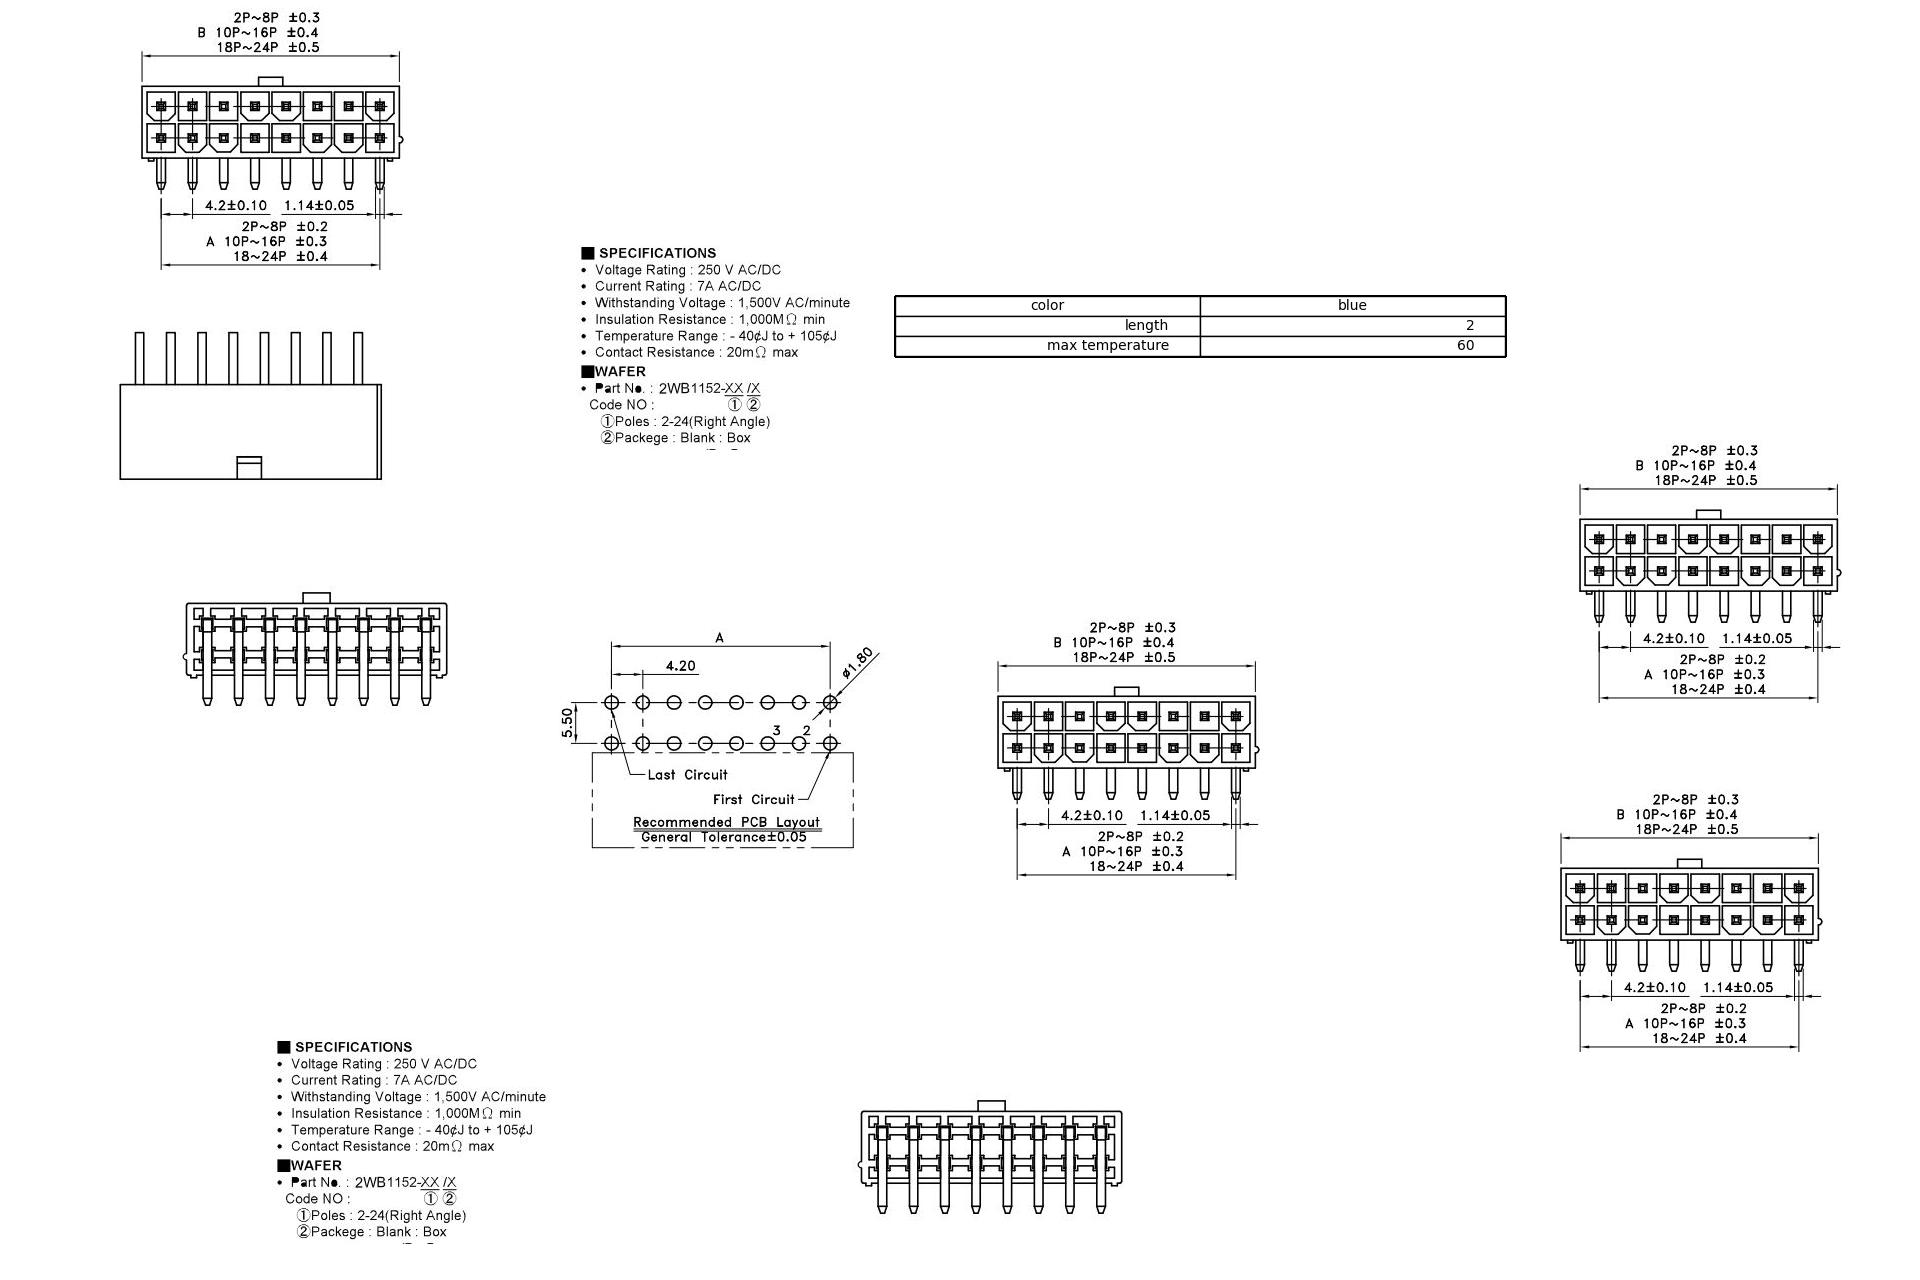 2P~8P ±0.3
B 10P~16P ±0.4
18P~24P ±0.5
4.2±0.10 1.14±0.05
2P~8P ±0.2
A 10P~16P ±0.3
18~24P ±0.4
■ SPECIFICATIONS
• Voltage Rating : 250 V AC/DC
• Current Rating : 7A AC/DC
• Withstanding Voltage : 1,500V AC/minute
• Insulation Resistance : 1,000MΩ min
• Temperature Range : - 40¢J to + 105¢J
• Contact Resistance : 20mΩ max
■WAFER
• Part No. : 2WB1152-XX /X
Code NO : ① ②
①Poles : 2-24(Right Angle)
②Packege : Blank : Box
color blue
length 2
max temperature 60
2P~8P ±0.3
B 10P~16P ±0.4
18P~24P ±0.5
4.2±0.10 1.14±0.05
2P~8P ±0.2
A 10P~16P ±0.3
18~24P ±0.4
A
4.20
ø1.80
5.50
3 2
Last Circuit
First Circuit
Recommended PCB Layout
General Tolerance±0.05
2P~8P ±0.3
B 10P~16P ±0.4
18P~24P ±0.5
4.2±0.10 1.14±0.05
2P~8P ±0.2
A 10P~16P ±0.3
18~24P ±0.4
2P~8P ±0.3
B 10P~16P ±0.4
18P~24P ±0.5
4.2±0.10 1.14±0.05
2P~8P ±0.2
A 10P~16P ±0.3
18~24P ±0.4
■ SPECIFICATIONS
• Voltage Rating : 250 V AC/DC
• Current Rating : 7A AC/DC
• Withstanding Voltage : 1,500V AC/minute
• Insulation Resistance : 1,000MΩ min
• Temperature Range : - 40¢J to + 105¢J
• Contact Resistance : 20mΩ max
■WAFER
• Part No. : 2WB1152-XX /X
Code NO : ① ②
①Poles : 2-24(Right Angle)
②Packege : Blank : Box